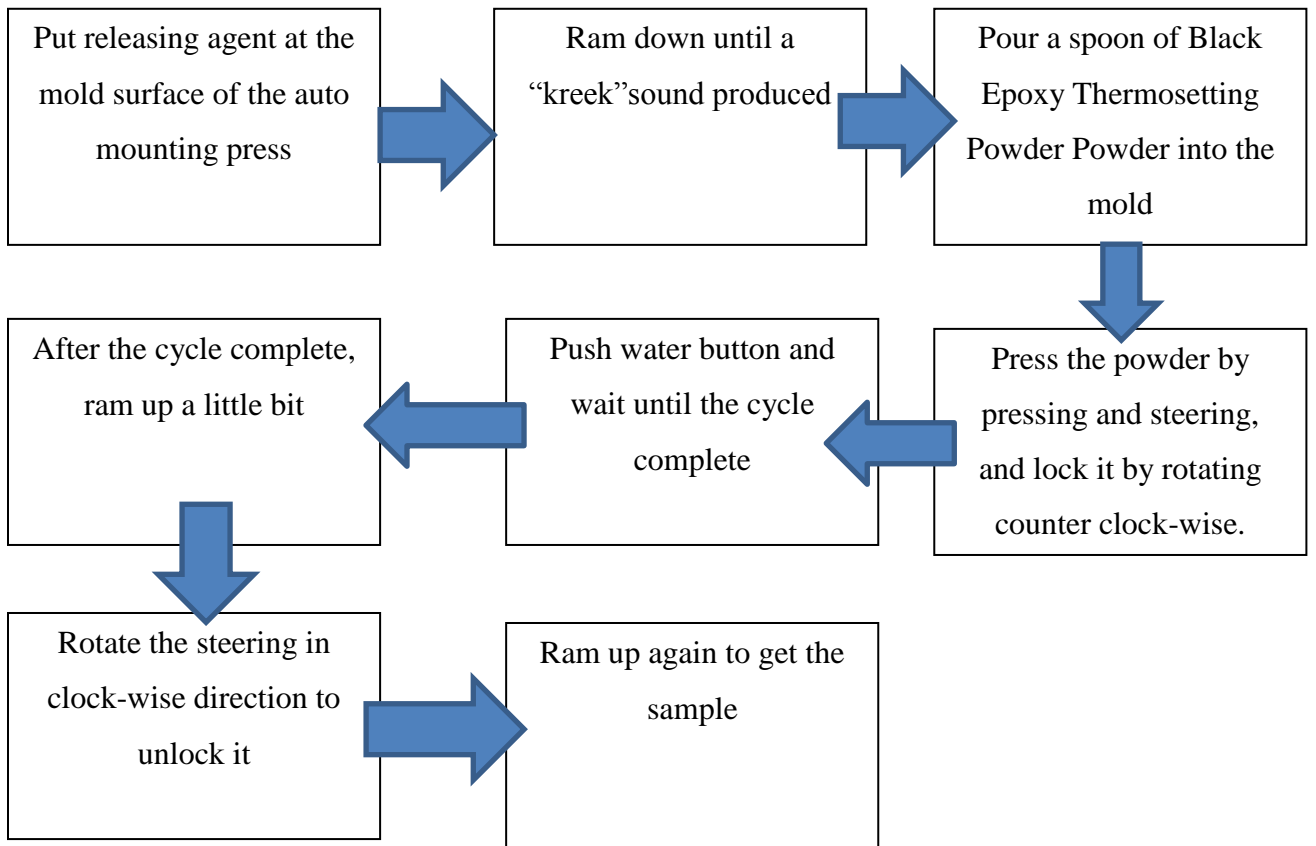 Put releasing agent at the
mold surface of the auto
mounting press
Ram down until a
“kreek”sound produced
Pour a spoon of Black
Epoxy Thermosetting
Powder Powder into the
mold
Press the powder by
pressing and steering,
and lock it by rotating
counter clock-wise.
Push water button and
wait until the cycle
complete
After the cycle complete,
ram up a little bit
Rotate the steering in
clock-wise direction to
unlock it
Ram up again to get the
sample